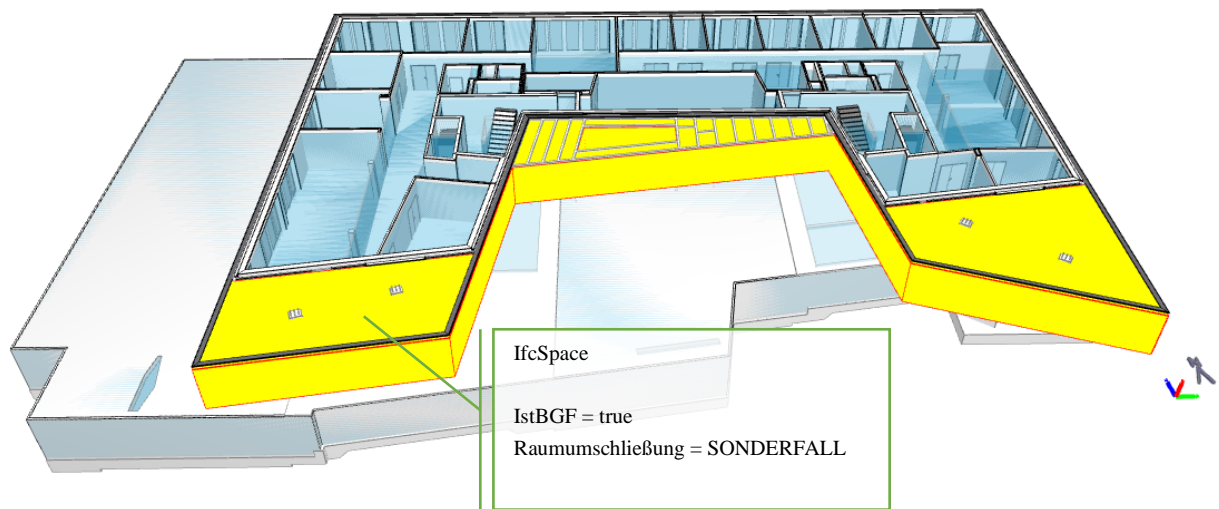 IfcSpace
IstBGF = true
Raumumschließung = SONDERFALL